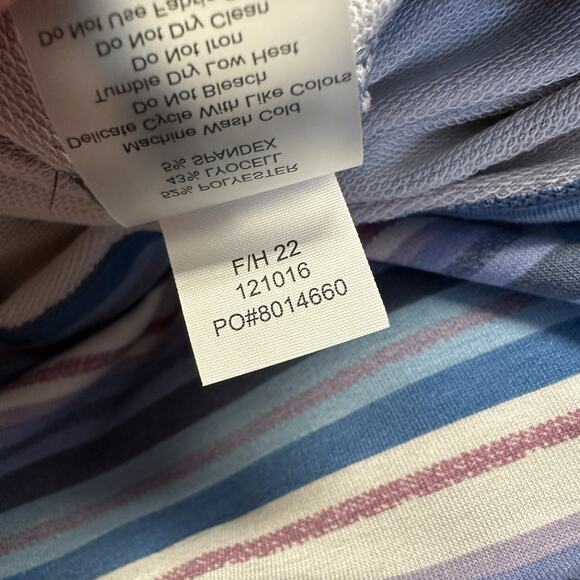 52% POLYESTER
43% LYOCELL
5% SPANDEX
Machine Wash Cold
Delicate Cycle With Like Colors
Do Not Bleach
Tumble Dry Low Heat
Do Not Iron
Do Not Dry Clean
Do Not Use Fabric
F/H 22
121016
PO#8014660